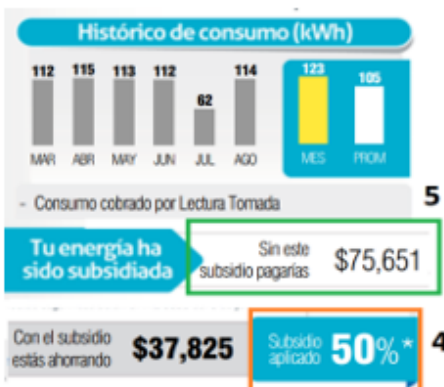 Histórico de consumo (kWh)
112 115 113 112 62 114 123 105
MAR ABR MAY JUN JUL AGO MES PROM
- Consumo cobrado por Lectura Tomada
5
Tu energía ha
sido subsidiada
Sin este
subsidio pagarías
$75,651
Con el subsidio
estás ahorrando
$37,825
Subsidio
aplicado
50%*
4